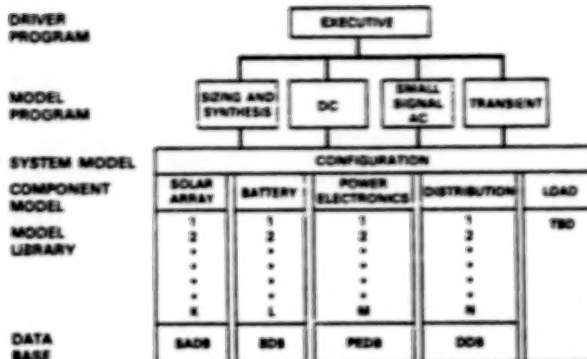 DRIVER
PROGRAM
EXECUTIVE
MODEL
PROGRAM
SIZING AND
SYNTHESIS
DC
SMALL
SIGNAL
AC
TRANSIENT
SYSTEM MODEL
CONFIGURATION
COMPONENT
MODEL
SOLAR
ARRAY
BATTERY
POWER
ELECTRONICS
DISTRIBUTION
LOAD
MODEL
LIBRARY
1 1 1 1 TBD
2 2 2 2
• • • •
• • • •
• • • •
• • • •
K L M N
DATA
BASE
SADB BDB PEDB DDB